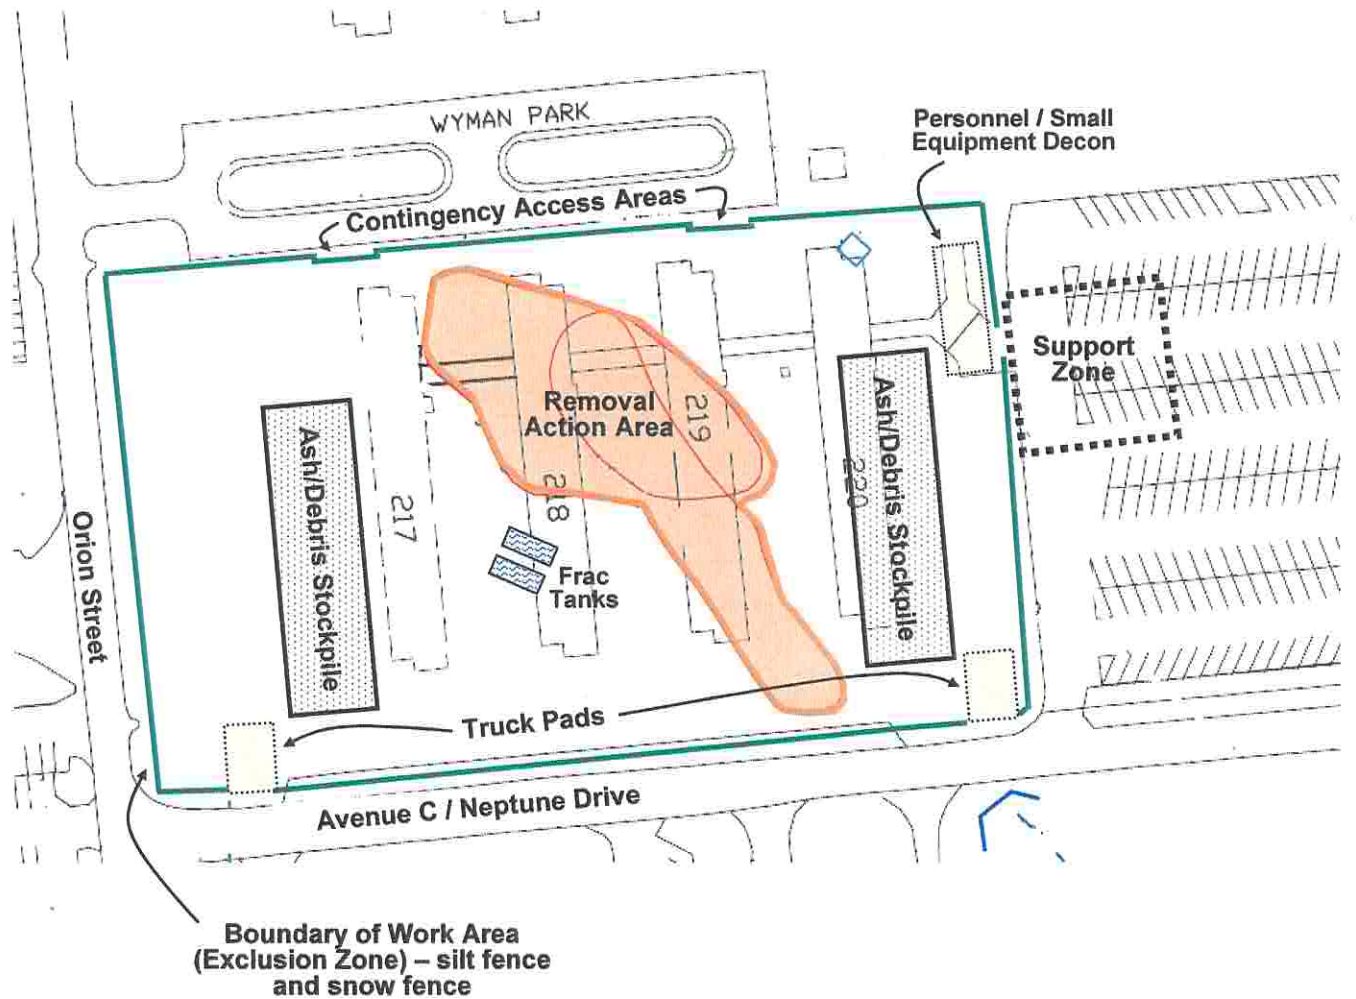 WYMAN PARK
Personnel / Small
Equipment Decon
Contingency Access Areas
Support
Zone
Removal
Action Area
219
Ash/Debris Stockpile
220
Ash/Debris Stockpile
217
218
Orion Street
Frac
Tanks
Truck Pads
Avenue C / Neptune Drive
Boundary of Work Area
(Exclusion Zone) – silt fence
and snow fence